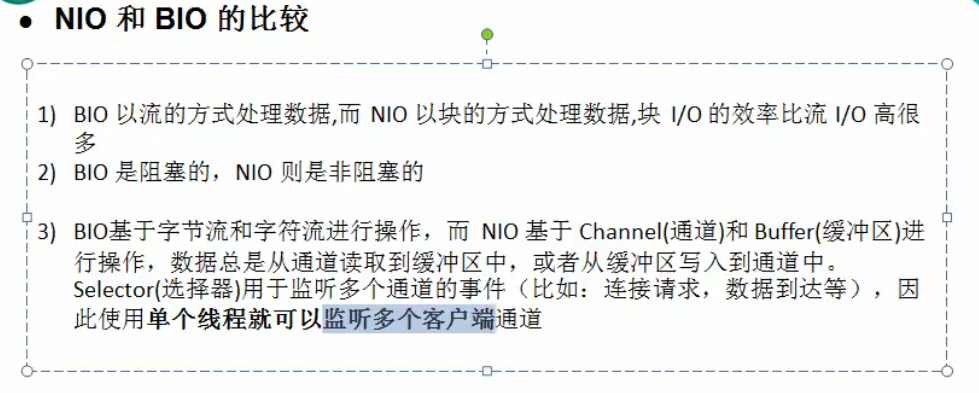 • NIO 和 BIO 的比较
1) BIO 以流的方式处理数据,而 NIO 以块的方式处理数据,块 I/O 的效率比流 I/O 高很
多
2) BIO 是阻塞的，NIO 则是非阻塞的
3) BIO基于字节流和字符流进行操作，而 NIO 基于 Channel(通道)和 Buffer(缓冲区)进
行操作，数据总是从通道读取到缓冲区中，或者从缓冲区写入到通道中。
Selector(选择器)用于监听多个通道的事件（比如：连接请求，数据到达等），因
此使用单个线程就可以监听多个客户端通道